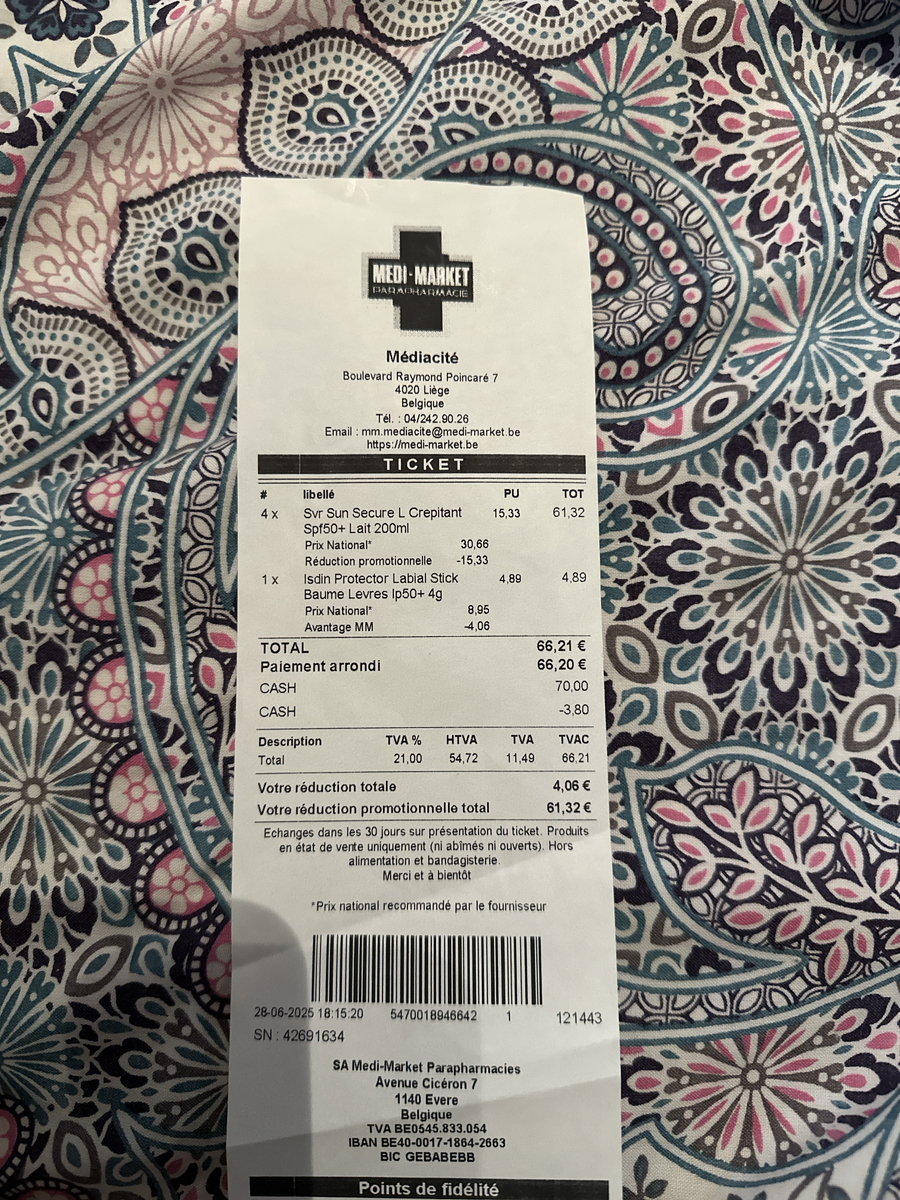 MEDI-MARKET
PARAPHARMACIE
Médiacité
Boulevard Raymond Poincaré 7
4020 Liège
Belgique
Tél. : 04/242.90.26
Email : mm.mediacite@medi-market.be
https://medi-market.be
TICKET
# libellé PU TOT
4 x Svr Sun Secure L Crepitant 15,33 61,32
Spf50+ Lait 200ml
Prix National* 30,66
Réduction promotionnelle -15,33
1 x Isdin Protector Labial Stick 4,89 4,89
Baume Levres Ip50+ 4g
Prix National* 8,95
Avantage MM -4,06
TOTAL 66,21 €
Paiement arrondi 66,20 €
CASH 70,00
CASH -3,80
Description TVA % HTVA TVA TVAC
Total 21,00 54,72 11,49 66,21
Votre réduction totale 4,06 €
Votre réduction promotionnelle total 61,32 €
Echanges dans les 30 jours sur présentation du ticket. Produits
en état de vente uniquement (ni abîmés ni ouverts). Hors
alimentation et bandagisterie.
Merci et à bientôt
*Prix national recommandé par le fournisseur
28-06-2025 18:15:20 5470018946642 1 121443
SN : 42691634
SA Medi-Market Parapharmacies
Avenue Cicéron 7
1140 Evere
Belgique
TVA BE0545.833.054
IBAN BE40-0017-1864-2663
BIC GEBABEBB
Points de fidélité